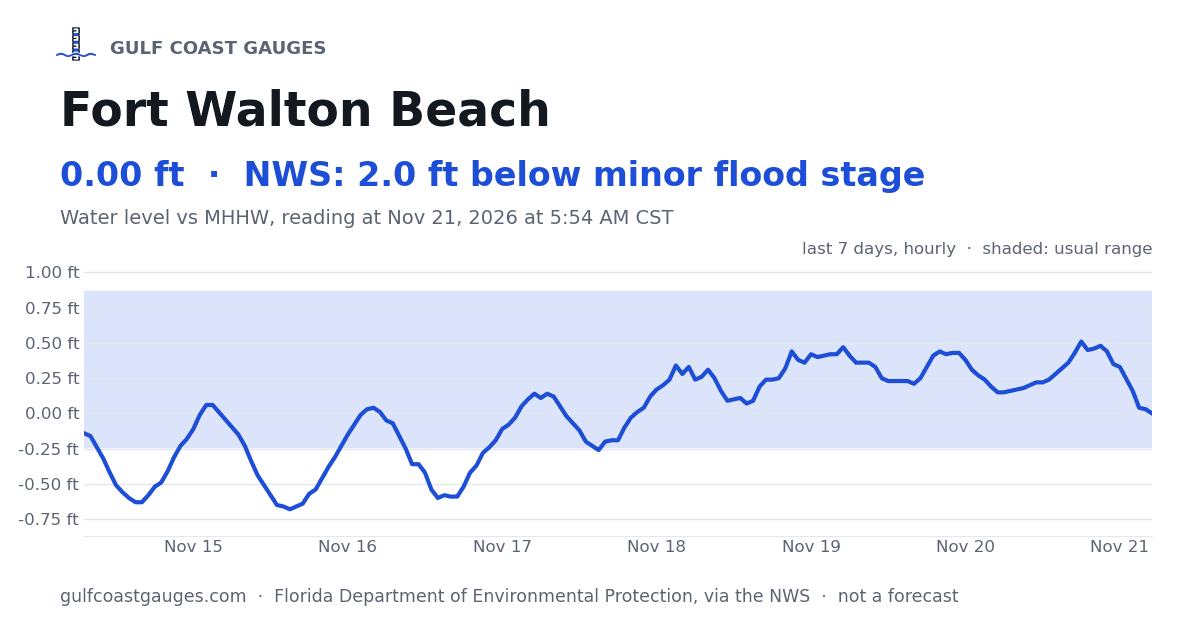 GULF COAST GAUGES
Fort Walton Beach
0.00 ft · NWS: 2.0 ft below minor flood stage
Water level vs MHHW, reading at Nov 21, 2026 at 5:54 AM CST
last 7 days, hourly · shaded: usual range
1.00 ft
0.75 ft
0.50 ft
0.25 ft
0.00 ft
-0.25 ft
-0.50 ft
-0.75 ft
Nov 15 Nov 16 Nov 17 Nov 18 Nov 19 Nov 20 Nov 21
gulfcoastgauges.com · Florida Department of Environmental Protection, via the NWS · not a forecast